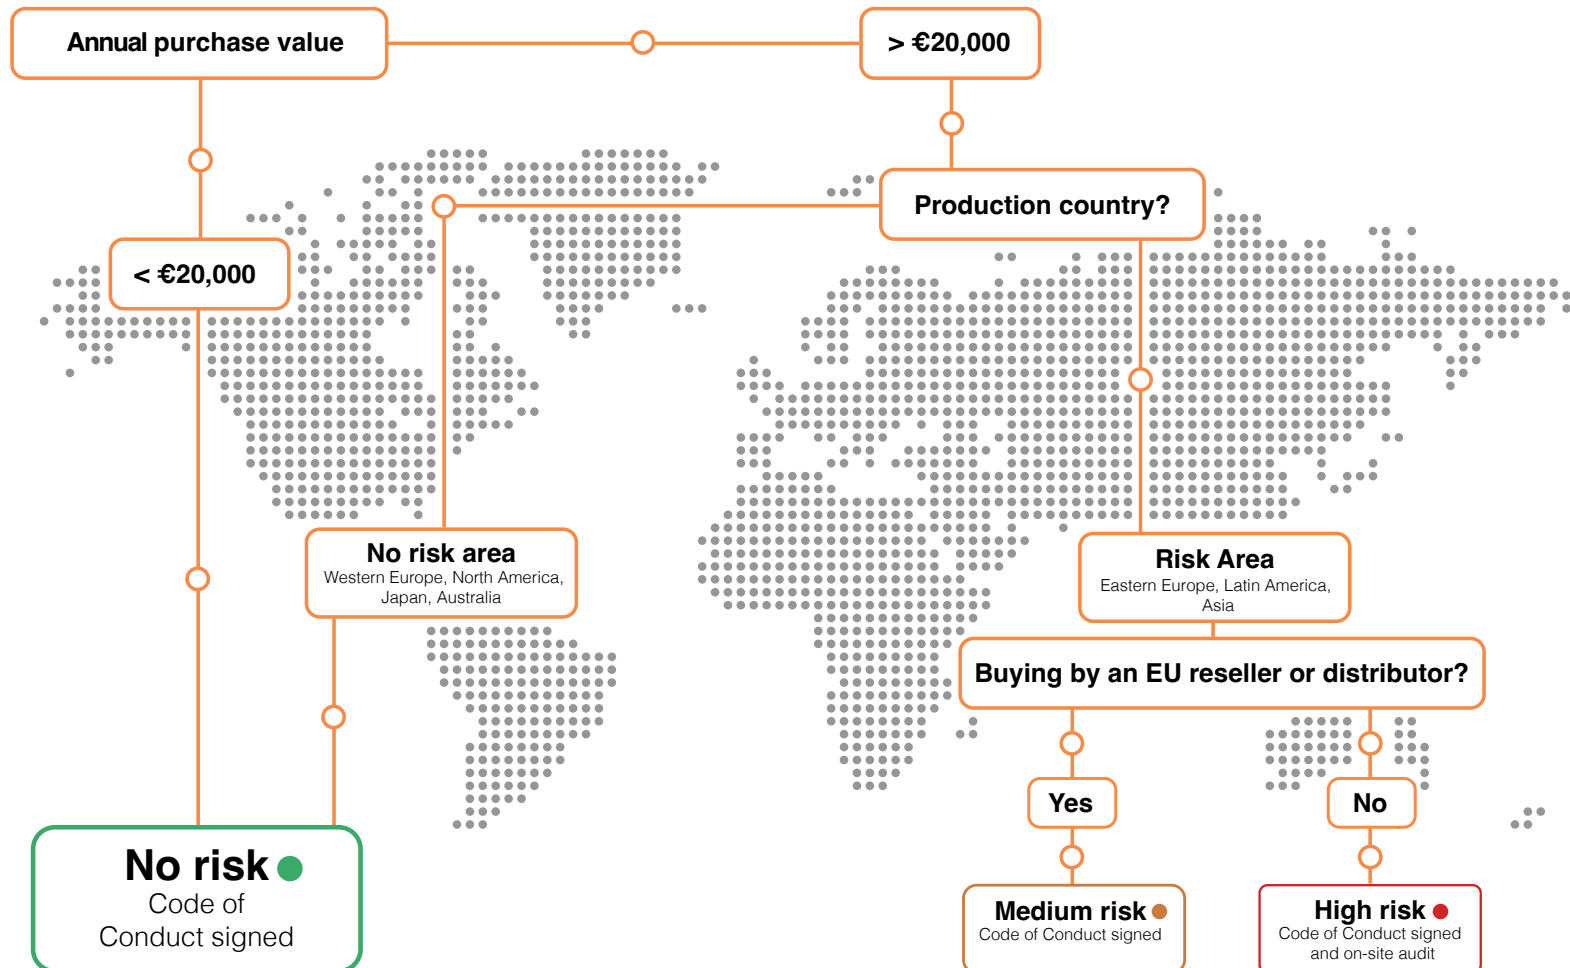 Annual purchase value
> €20,000
Production country?
< €20,000
No risk area
Western Europe, North America,
Japan, Australia
Risk Area
Eastern Europe, Latin America,
Asia
Buying by an EU reseller or distributor?
Yes
No
No risk
Code of
Conduct signed
Medium risk
Code of Conduct signed
High risk
Code of Conduct signed
and on-site audit